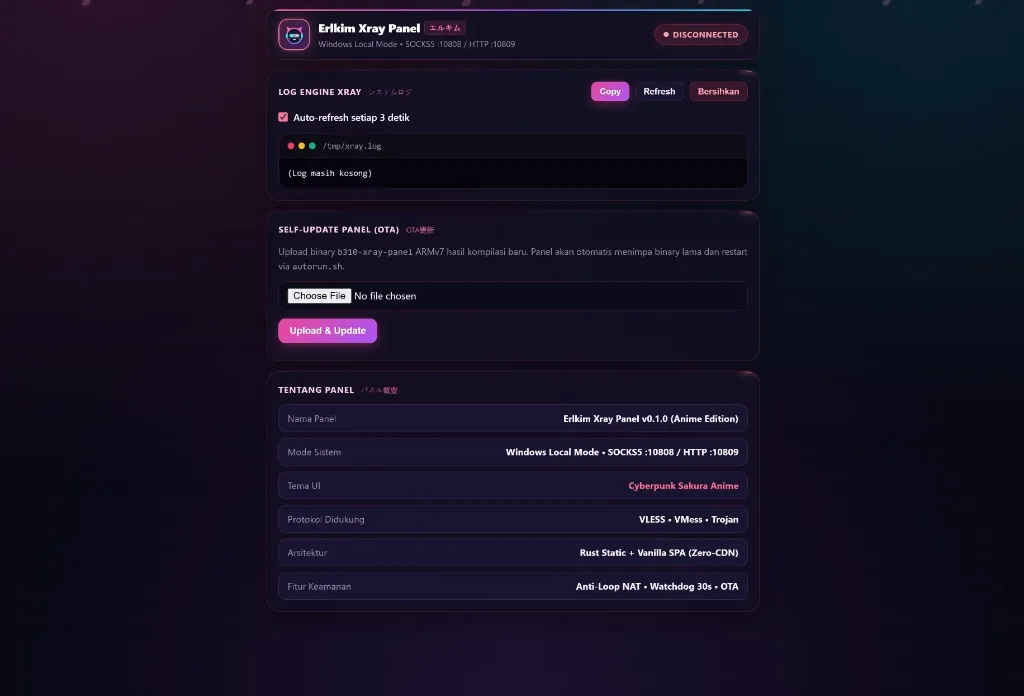 Erlkim Xray Panel エルキム
Windows Local Mode • SOCKS5 :10808 / HTTP :10809
DISCONNECTED
LOG ENGINE XRAY システムログ
Copy Refresh Bersihkan
Auto-refresh setiap 3 detik
/tmp/xray.log
(Log masih kosong)
SELF-UPDATE PANEL (OTA) OTA更新
Upload binary b310-xray-panel ARMv7 hasil kompilasi baru. Panel akan otomatis menimpa binary lama dan restart
via autorun.sh.
Choose File No file chosen
Upload & Update
TENTANG PANEL パネル概要
Nama Panel Erlkim Xray Panel v0.1.0 (Anime Edition)
Mode Sistem Windows Local Mode • SOCKS5 :10808 / HTTP :10809
Tema UI Cyberpunk Sakura Anime
Protokol Didukung VLESS • VMess • Trojan
Arsitektur Rust Static + Vanilla SPA (Zero-CDN)
Fitur Keamanan Anti-Loop NAT • Watchdog 30s • OTA